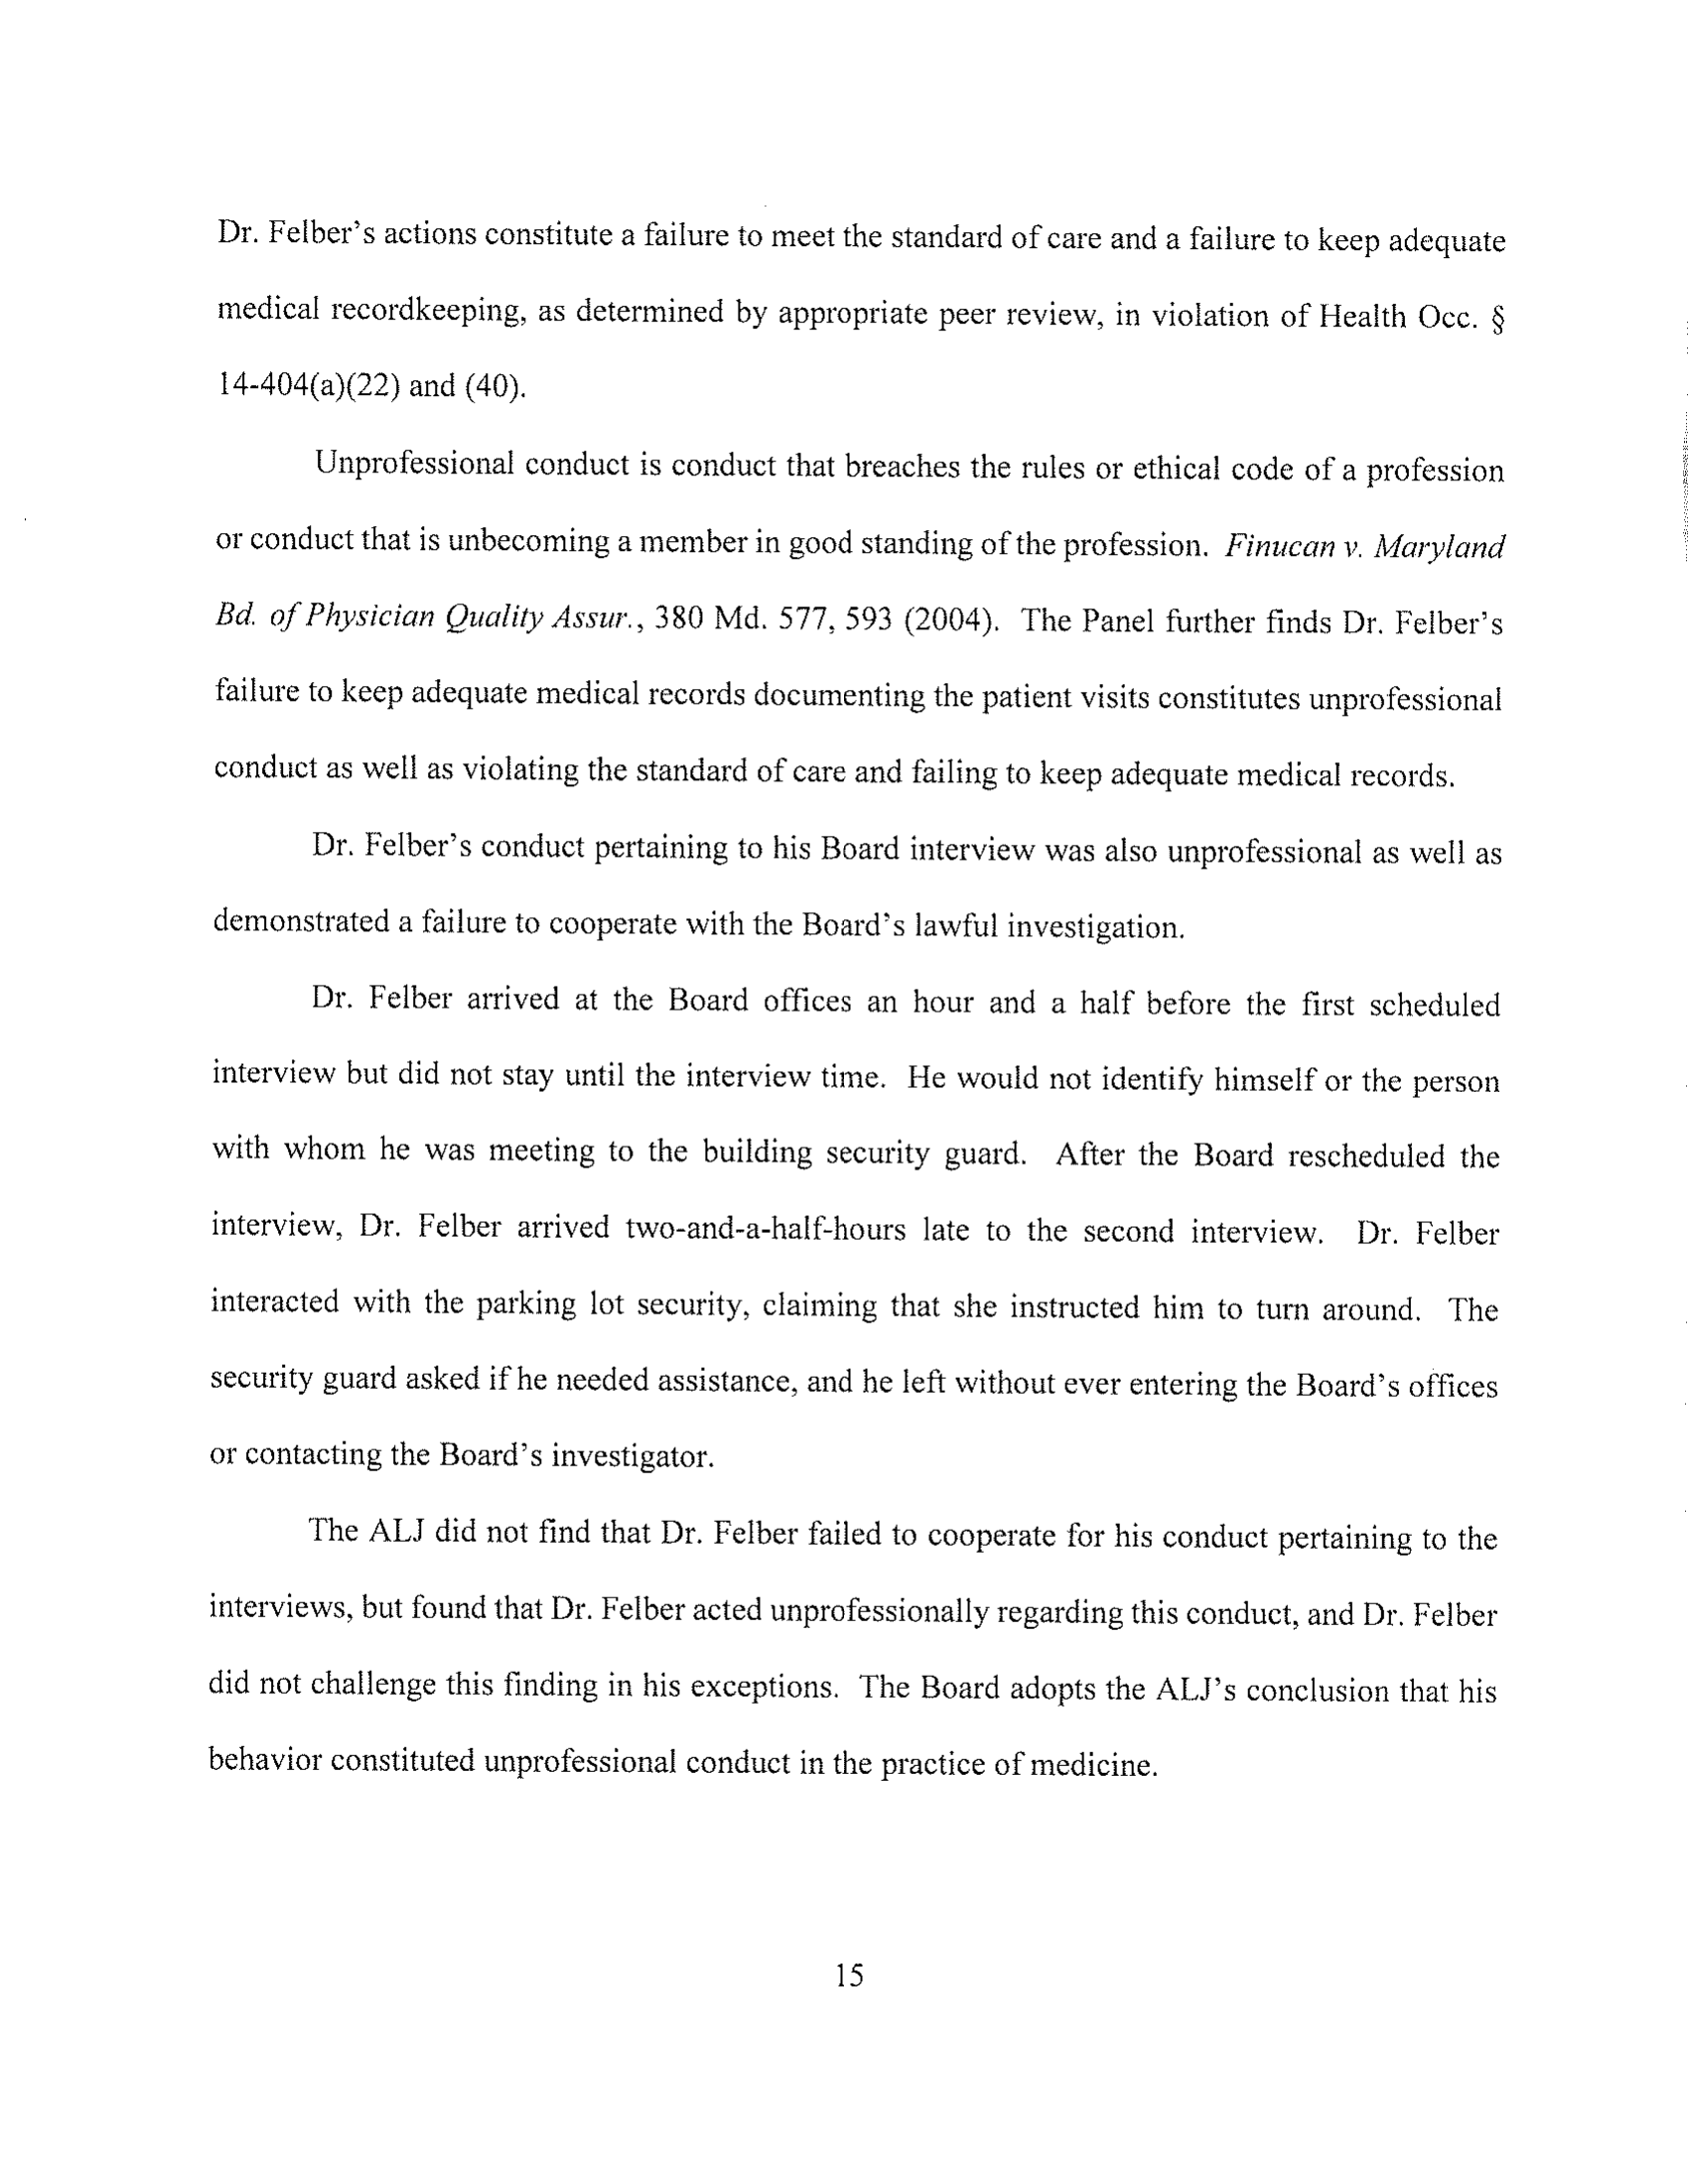 Dr. Felber's actions constitute a failure to meet the standard of care and a failure to keep adequate
medical recordkeeping, as determined by appropriate peer review, in violation of Health Occ. §
14-404(a)(22) and (40).
Unprofessional conduct is conduct that breaches the rules or ethical code of a profession
or conduct that is unbecoming a member in good standing of the profession. Finucan v. Maryland
Bd. of Physician Quality Assur., 380 Md. 577, 593 (2004). The Panel further finds Dr. Felber's
failure to keep adequate medical records documenting the patient visits constitutes unprofessional
conduct as well as violating the standard of care and failing to keep adequate medical records.
Dr. Felber's conduct pertaining to his Board interview was also unprofessional as well as
demonstrated a failure to cooperate with the Board's lawful investigation.
Dr. Felber arrived at the Board offices an hour and a half before the first scheduled
interview but did not stay until the interview time. He would not identify himself or the person
with whom he was meeting to the building security guard. After the Board rescheduled the
interview, Dr. Felber arrived two-and-a-half-hours late to the second interview. Dr. Felber
interacted with the parking lot security, claiming that she instructed him to turn around. The
security guard asked if he needed assistance, and he left without ever entering the Board's offices
or contacting the Board's investigator.
The ALJ did not find that Dr. Felber failed to cooperate for his conduct pertaining to the
interviews, but found that Dr. Felber acted unprofessionally regarding this conduct, and Dr. Felber
did not challenge this finding in his exceptions. The Board adopts the ALJ's conclusion that his
behavior constituted unprofessional conduct in the practice of medicine.
15